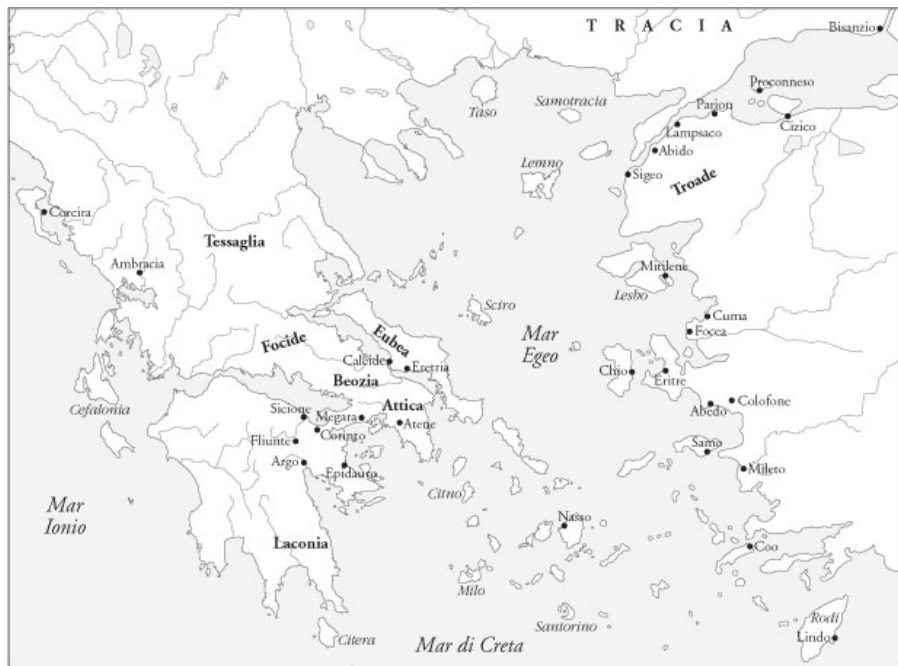 TRACIA
Bisanzio
Proconneso
Taso
Samotracia
Parion
Lampsaco
Cizico
Abido
Lemno
Sigeo
Troade
Corcira
Tessaglia
Ambracia
Mitilene
Lesbo
Sciro
Cuma
Mar
Egeo
Focea
Focide
Eubea
Calcide
Eretria
Chio
Eritre
Beozia
Cefalonia
Sicione
Megara
Attica
Abedo
Colofone
Corinto
Atene
Fliunte
Samo
Argo
Epidauro
Mileto
Citno
Mar
Ionio
Nasso
Laconia
Coo
Milo
Santorino
Rodi
Citera
Mar di Creta
Lindo